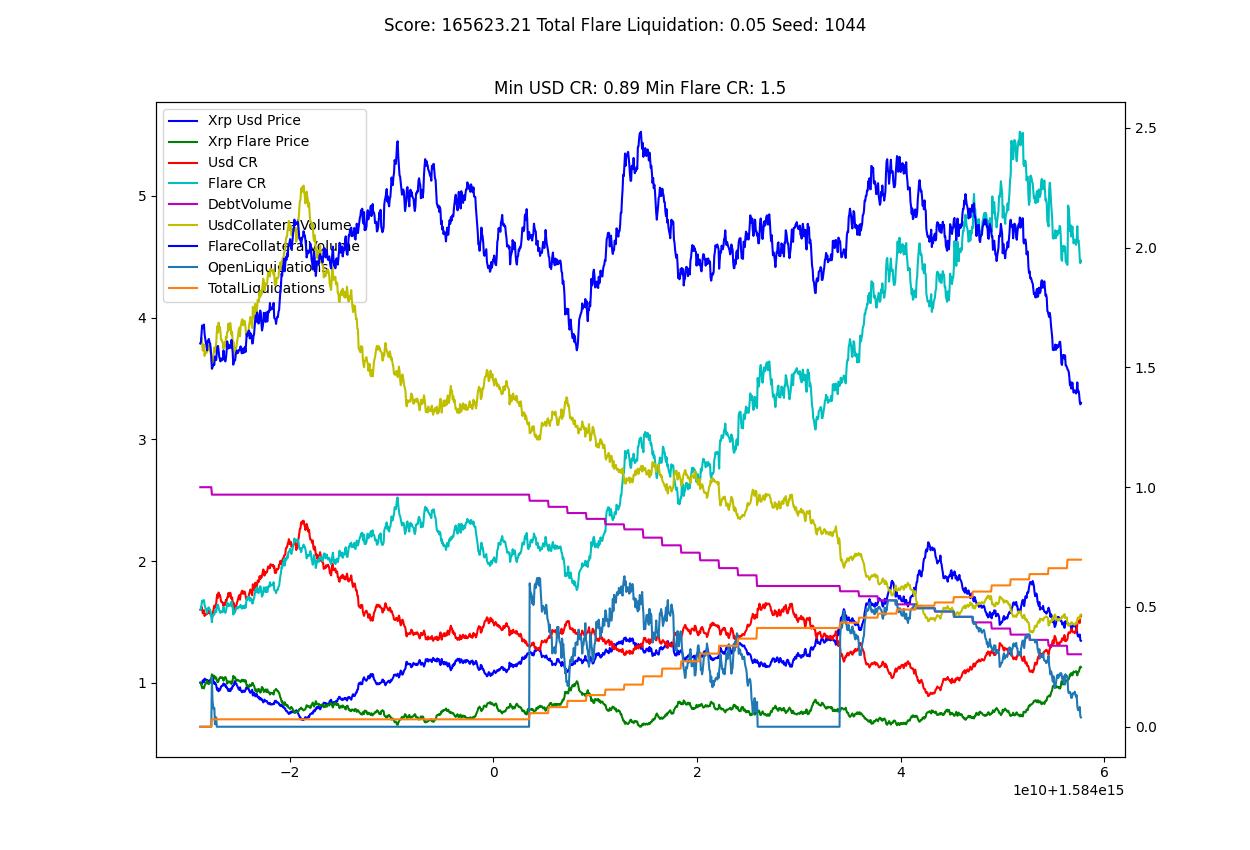 Score: 165623.21 Total Flare Liquidation: 0.05 Seed: 1044
Min USD CR: 0.89 Min Flare CR: 1.5
Xrp Usd Price
Xrp Flare Price
Usd CR
Flare CR
DebtVolume
UsdCollateralVolume
FlareCollateralVolume
OpenLiquidations
TotalLiquidations
5
4
3
2
1
2.5
2.0
1.5
1.0
0.5
0.0
−2
0
2
4
6
1e10+1.584e15